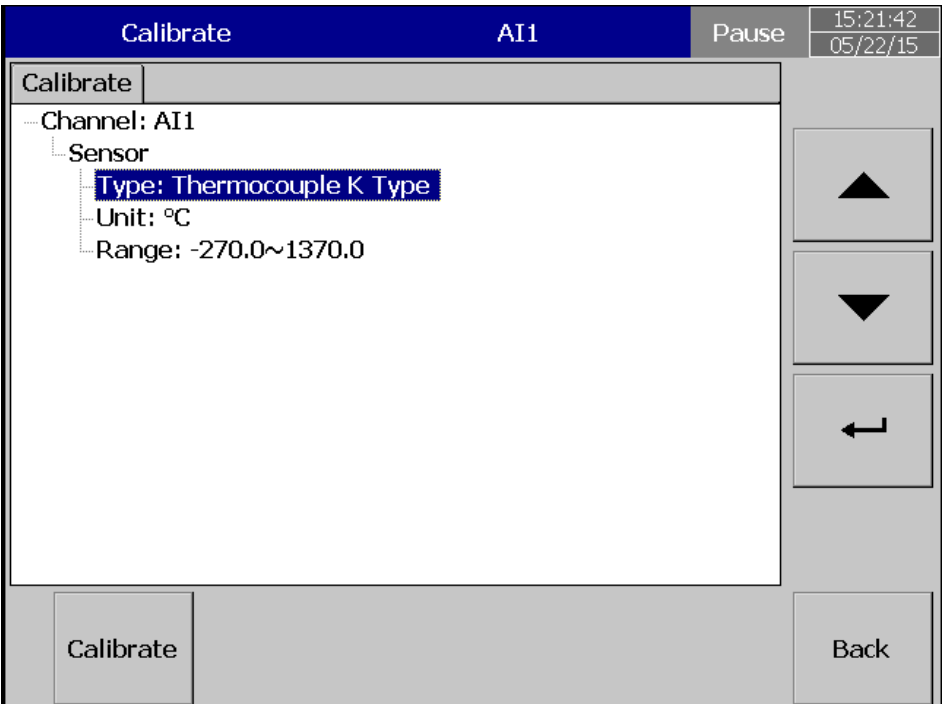 Calibrate AI1 Pause 15:21:42
05/22/15
Calibrate
Channel: AI1
Sensor
Type: Thermocouple K Type
Unit: ºC
Range: -270.0~1370.0
Calibrate Back